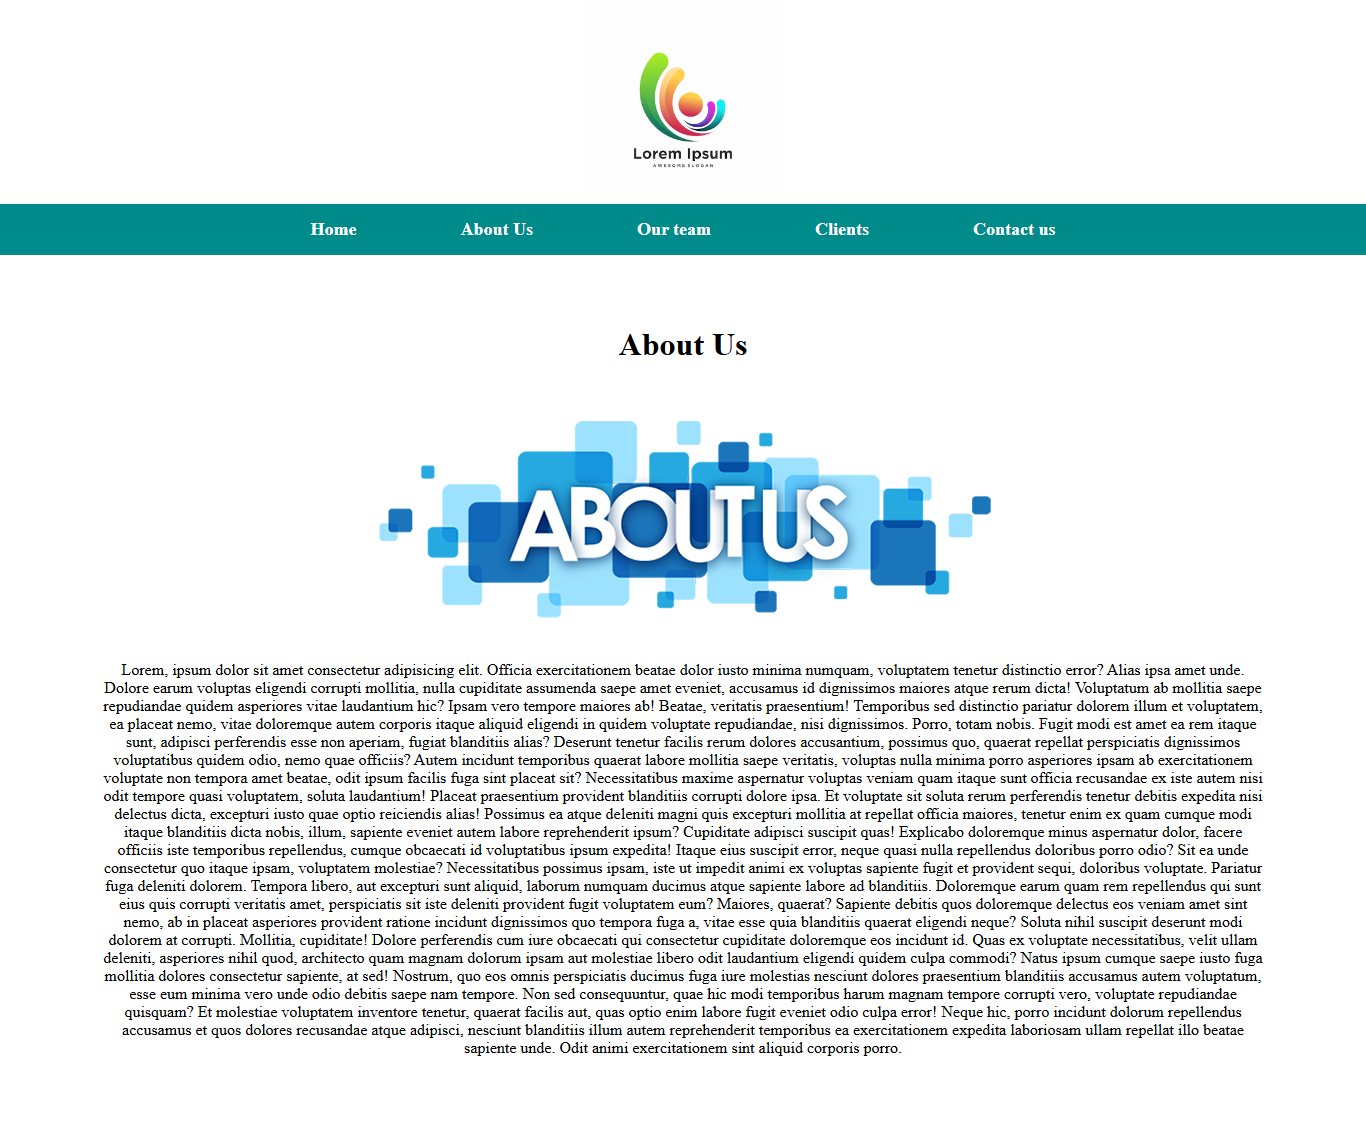 Lorem Ipsum
AWESOME SLOGAN
Home About Us Our team Clients Contact us
About Us
ABOUT US
Lorem, ipsum dolor sit amet consectetur adipisicing elit. Officia exercitationem beatae dolor iusto minima numquam, voluptatem tenetur distinctio error? Alias ipsa amet unde.
Dolore earum voluptas eligendi corrupti mollitia, nulla cupiditate assumenda saepe amet eveniet, accusamus id dignissimos maiores atque rerum dicta! Voluptatum ab mollitia saepe
repudiandae quidem asperiores vitae laudantium hic? Ipsam vero tempore maiores ab! Beatae, veritatis praesentium! Temporibus sed distinctio pariatur dolorem illum et voluptatem,
ea placeat nemo, vitae doloremque autem corporis itaque aliquid eligendi in quidem voluptate repudiandae, nisi dignissimos. Porro, totam nobis. Fugit modi est amet ea rem itaque
sunt, adipisci perferendis esse non aperiam, fugiat blanditiis alias? Deserunt tenetur facilis rerum dolores accusantium, possimus quo, quaerat repellat perspiciatis dignissimos
voluptatibus quidem odio, nemo quae officiis? Autem incidunt temporibus quaerat labore mollitia saepe veritatis, voluptas nulla minima porro asperiores ipsam ab exercitationem
voluptate non tempora amet beatae, odit ipsum facilis fuga sint placeat sit? Necessitatibus maxime aspernatur voluptas veniam quam itaque sunt officia recusandae ex iste autem nisi
odit tempore quasi voluptatem, soluta laudantium! Placeat praesentium provident blanditiis corrupti dolore ipsa. Et voluptate sit soluta rerum perferendis tenetur debitis expedita nisi
delectus dicta, excepturi iusto quae optio reiciendis alias! Possimus ea atque deleniti magni quis excepturi mollitia at repellat officia maiores, tenetur enim ex quam cumque modi
itaque blanditiis dicta nobis, illum, sapiente eveniet autem labore reprehenderit ipsum? Cupiditate adipisci suscipit quas! Explicabo doloremque minus aspernatur dolor, facere
officiis iste temporibus repellendus, cumque obcaecati id voluptatibus ipsum expedita! Itaque eius suscipit error, neque quasi nulla repellendus doloribus porro odio? Sit ea unde
consectetur quo itaque ipsam, voluptatem molestiae? Necessitatibus possimus ipsam, iste ut impedit animi ex voluptas sapiente fugit et provident sequi, doloribus voluptate. Pariatur
fuga deleniti dolorem. Tempora libero, aut excepturi sunt aliquid, laborum numquam ducimus atque sapiente labore ad blanditiis. Doloremque earum quam rem repellendus qui sunt
eius quis corrupti veritatis amet, perspiciatis sit iste deleniti provident fugit voluptatem eum? Maiores, quaerat? Sapiente debitis quos doloremque delectus eos veniam amet sint
nemo, ab in placeat asperiores provident ratione incidunt dignissimos quo tempora fuga a, vitae esse quia blanditiis quaerat eligendi neque? Soluta nihil suscipit deserunt modi
dolorem at corrupti. Mollitia, cupiditate! Dolore perferendis cum iure obcaecati qui consectetur cupiditate doloremque eos incidunt id. Quas ex voluptate necessitatibus, velit ullam
deleniti, asperiores nihil quod, architecto quam magnam dolorum ipsam aut molestiae libero odit laudantium eligendi quidem culpa commodi? Natus ipsum cumque saepe iusto fuga
mollitia dolores consectetur sapiente, at sed! Nostrum, quo eos omnis perspiciatis ducimus fuga iure molestias nesciunt dolores praesentium blanditiis accusamus autem voluptatum,
esse eum minima vero unde odio debitis saepe nam tempore. Non sed consequuntur, quae hic modi temporibus harum magnam tempore corrupti vero, voluptate repudiandae
quisquam? Et molestiae voluptatem inventore tenetur, quaerat facilis aut, quas optio enim labore fugit eveniet odio culpa error! Neque hic, porro incidunt dolorum repellendus
accusamus et quos dolores recusandae atque adipisci, nesciunt blanditiis illum autem reprehenderit temporibus ea exercitationem expedita laboriosam ullam repellat illo beatae
sapiente unde. Odit animi exercitationem sint aliquid corporis porro.